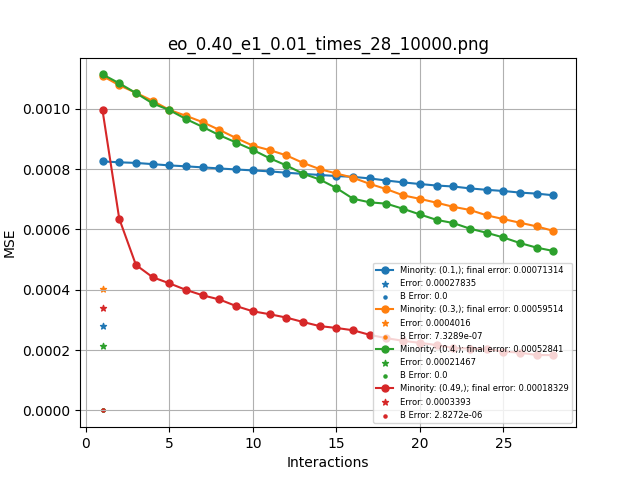 eo_0.40_e1_0.01_times_28_10000.png
MSE
0.0010
0.0008
0.0006
0.0004
0.0002
0.0000
Minority: (0.1,); final error: 0.00071314
Error: 0.00027835
B Error: 0.0
Minority: (0.3,); final error: 0.00059514
Error: 0.0004016
B Error: 7.3289e-07
Minority: (0.4,); final error: 0.00052841
Error: 0.00021467
B Error: 0.0
Minority: (0.49,); final error: 0.00018329
Error: 0.0003393
B Error: 2.8272e-06
0 5 10 15 20 25
Interactions